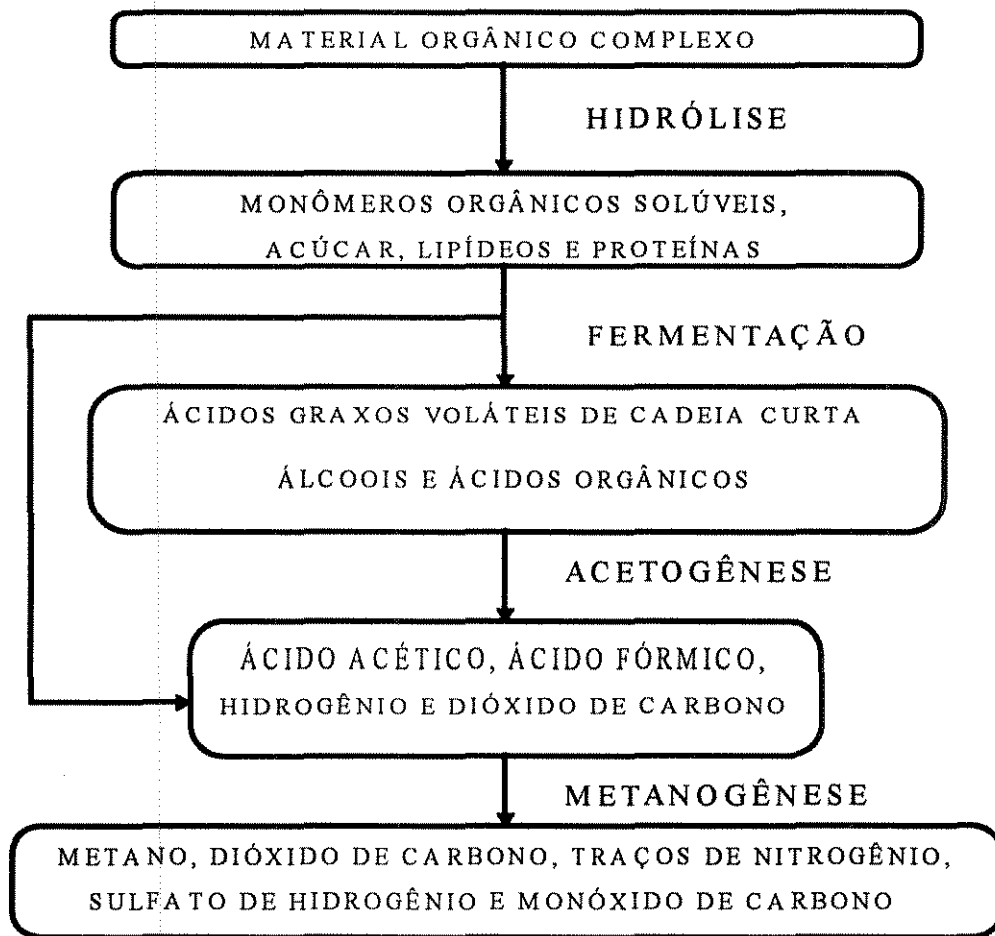 MATERIAL ORGÂNICO COMPLEXO
HIDRÓLISE
MONÔMEROS ORGÂNICOS SOLÚVEIS,
ACÚCAR, LIPÍDEOS E PROTEÍNAS
FERMENTAÇÃO
ÁCIDOS GRAXOS VOLÁTEIS DE CADEIA CURTA
ÁLCOOIS E ÁCIDOS ORGÂNICOS
ACETOGÊNESE
ÁCIDO ACÉTICO, ÁCIDO FÓRMICO,
HIDROGÊNIO E DIÓXIDO DE CARBONO
METANOGÊNESE
METANO, DIÓXIDO DE CARBONO, TRAÇOS DE NITROGÊNIO,
SULFATO DE HIDROGÊNIO E MONÓXIDO DE CARBONO